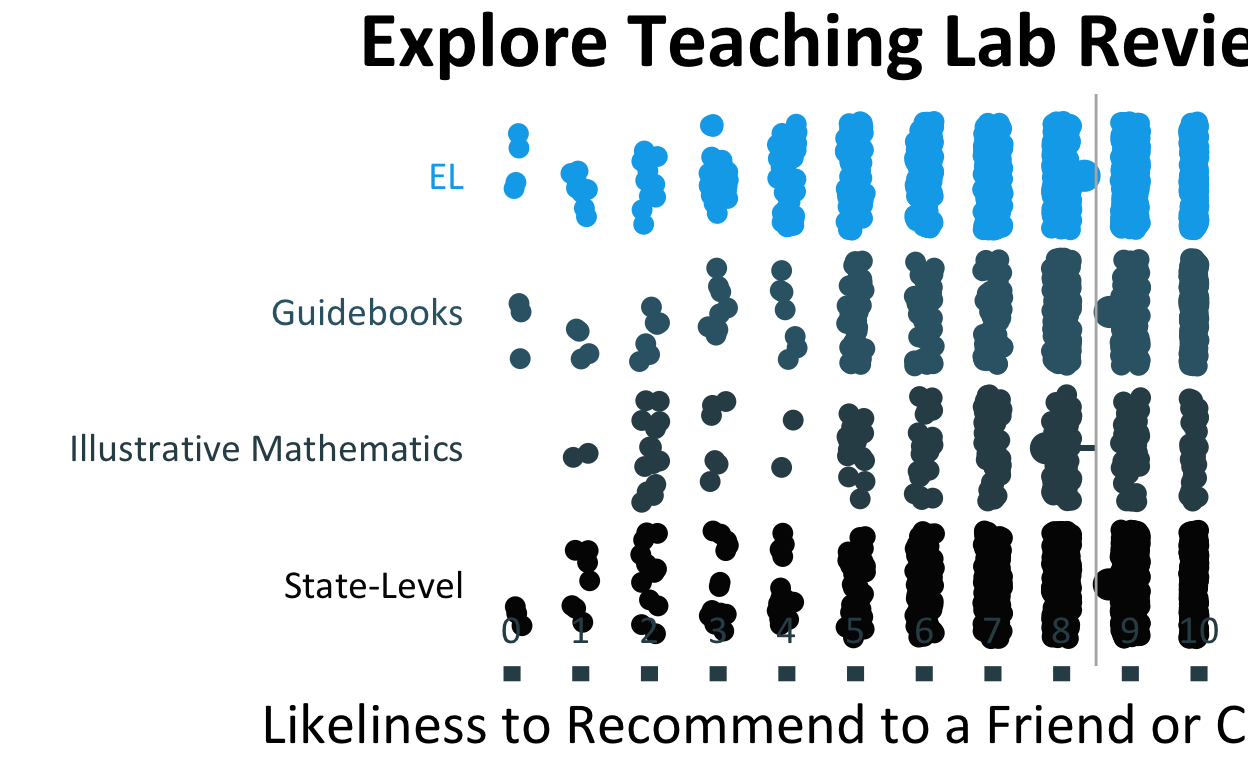 Explore Teaching Lab Revie
EL
Guidebooks
Illustrative Mathematics
State-Level
0 1 2 3 4 5 6 7 8 9 10
Likeliness to Recommend to a Friend or C